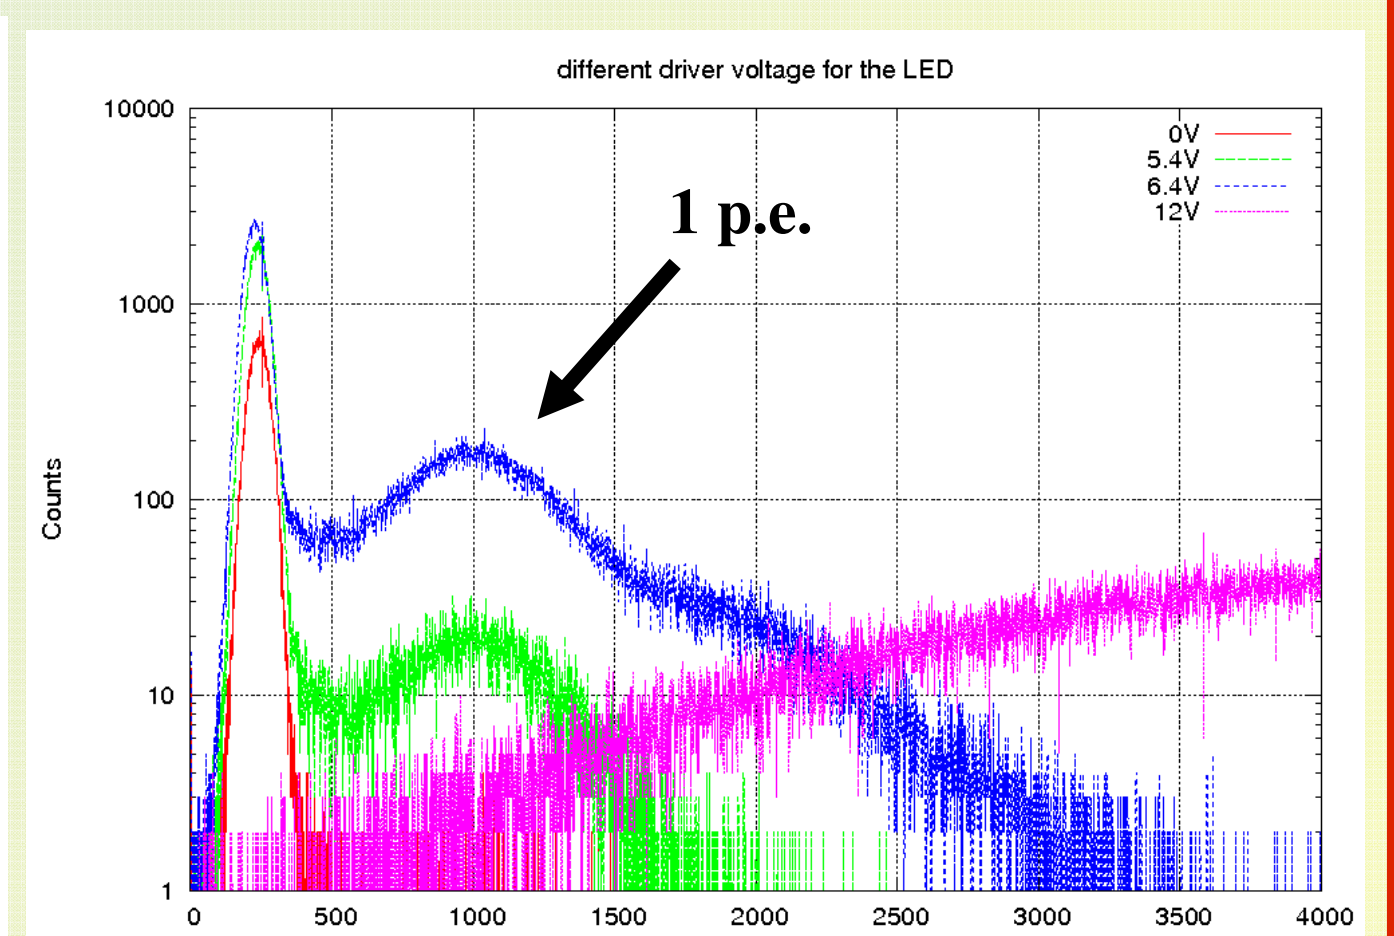 different driver voltage for the LED
10000
1000
100
10
1
Counts
0V
5.4V
6.4V
12V
1 p.e.
0 500 1000 1500 2000 2500 3000 3500 4000